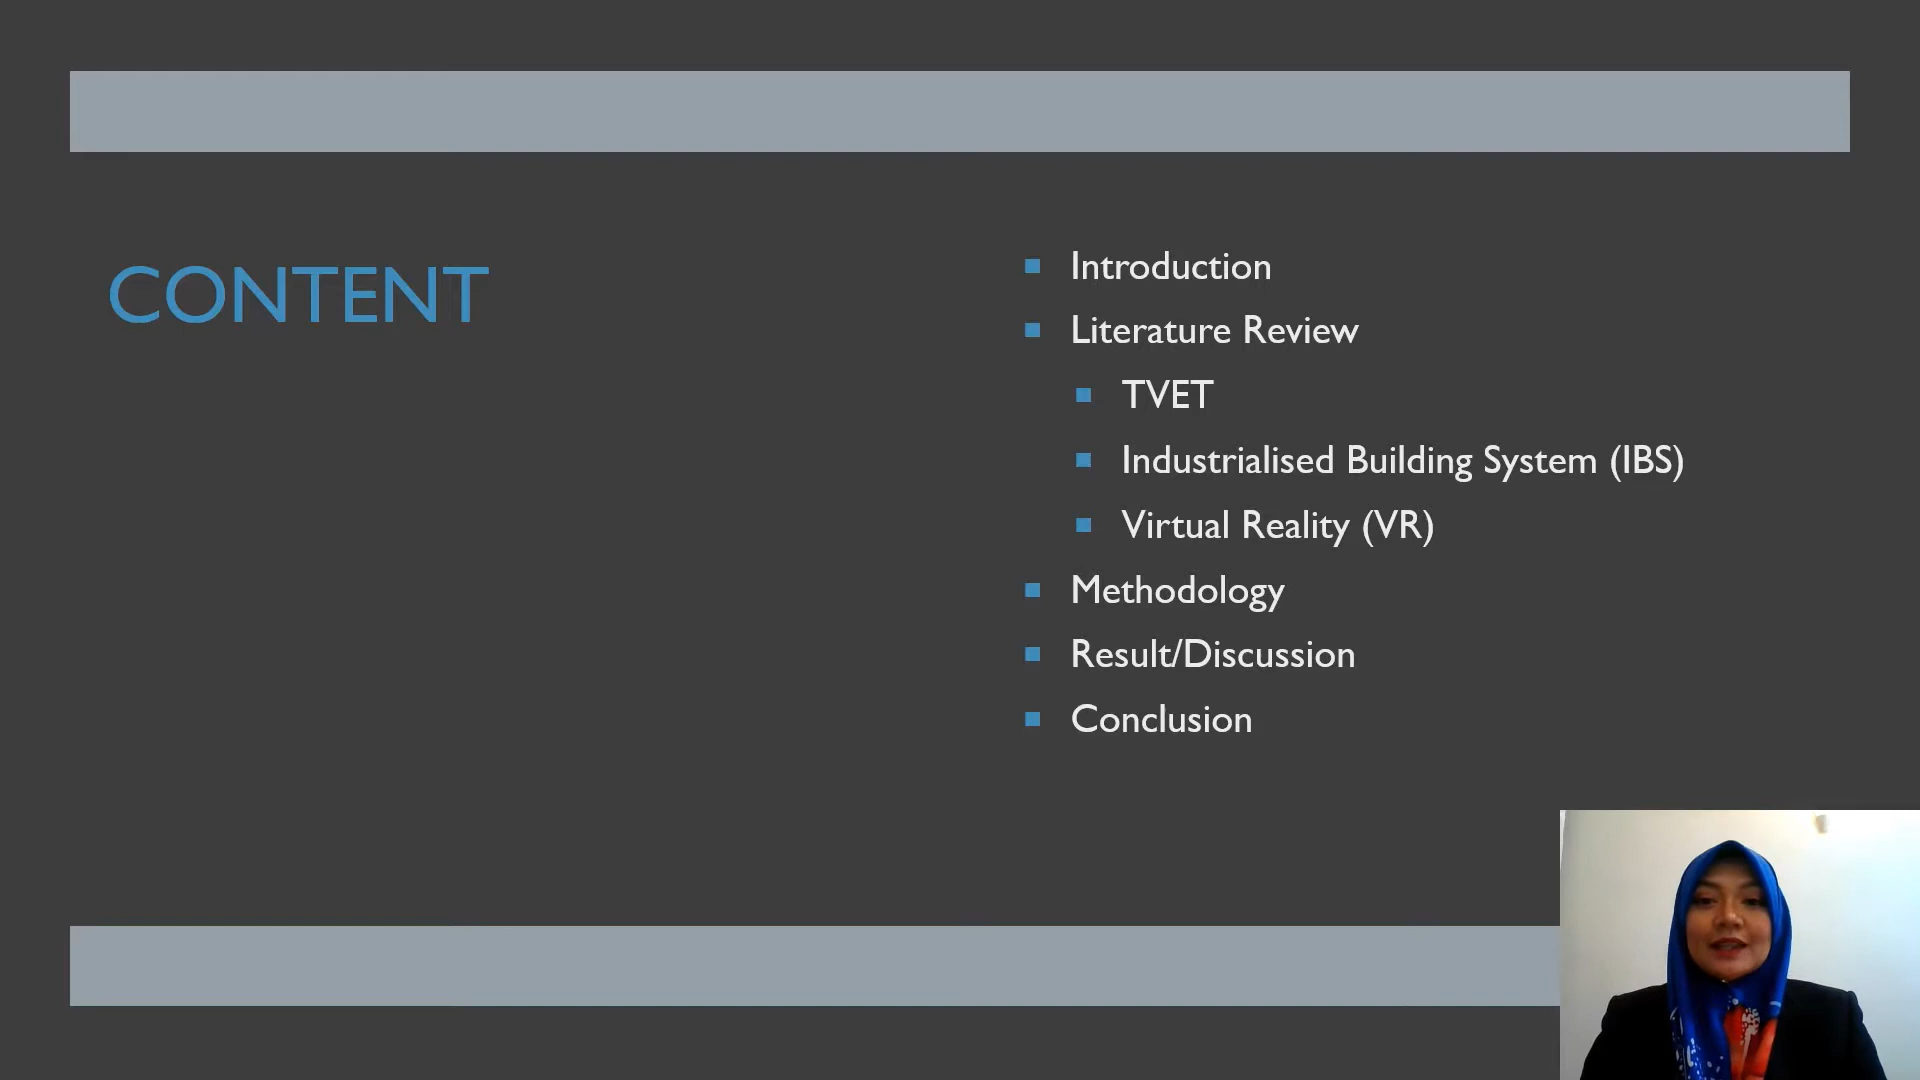 CONTENT
Introduction
Literature Review
TVET
Industrialised Building System (IBS)
Virtual Reality (VR)
Methodology
Result/Discussion
Conclusion